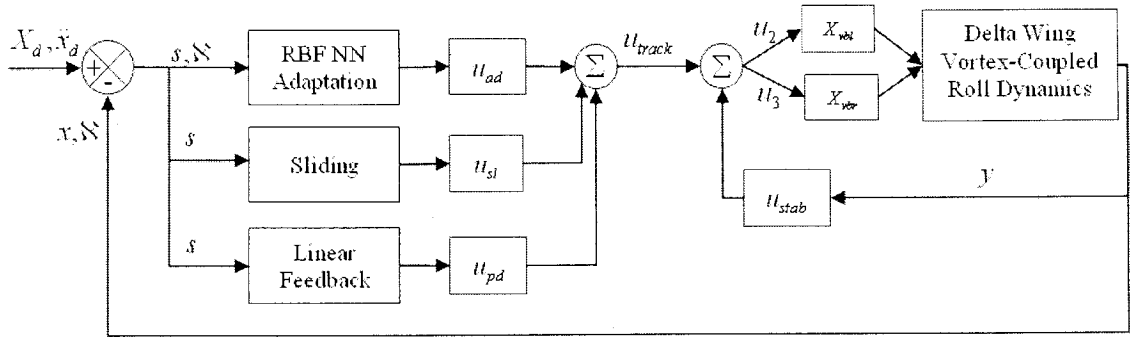 X_d, ẍ_d
+
-
x,
s,
s
s
RBF NN
Adaptation
Sliding
Linear
Feedback
u_ad
u_sl
u_pd
Σ
u_track
Σ
u_stab
u_2
u_3
X_vbl
X_vbr
Delta Wing
Vortex-Coupled
Roll Dynamics
y